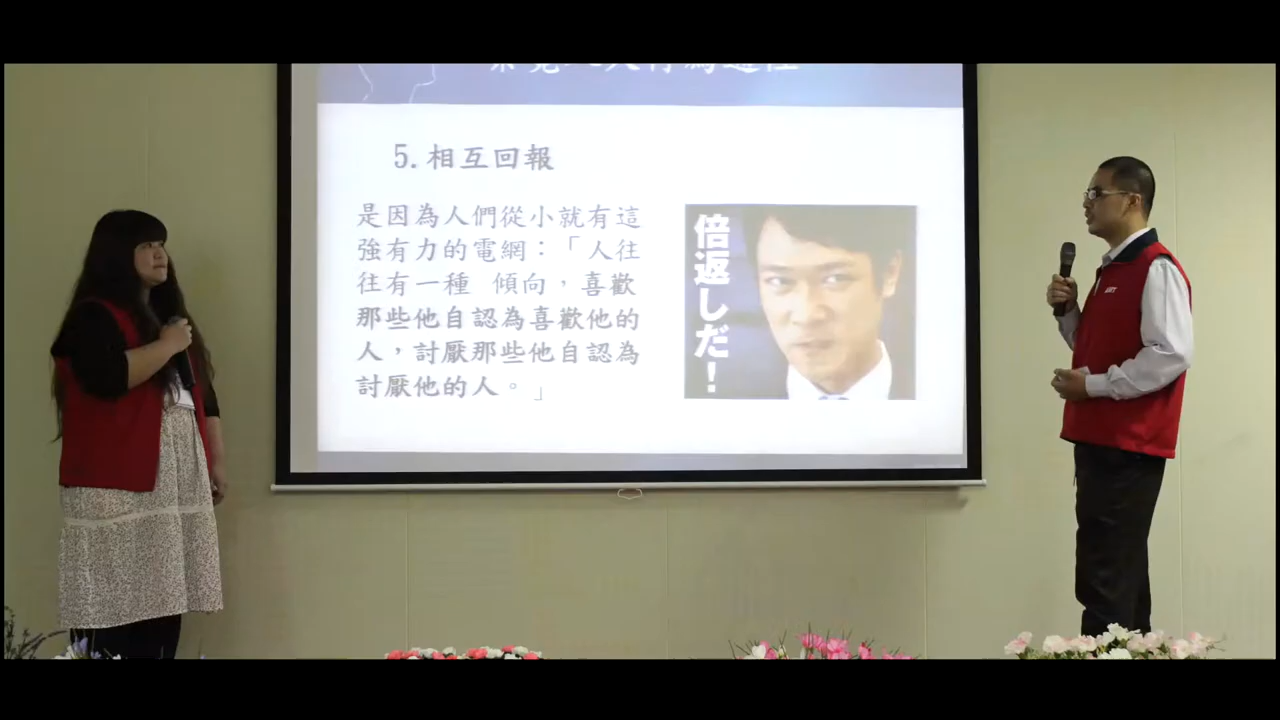 5.相互回報
是因為人們從小就有這
強有力的電網：「人往
往有一種 傾向，喜歡
那些他自認為喜歡他的
人，討厭那些他自認為
討厭他的人。」
倍返しだ！